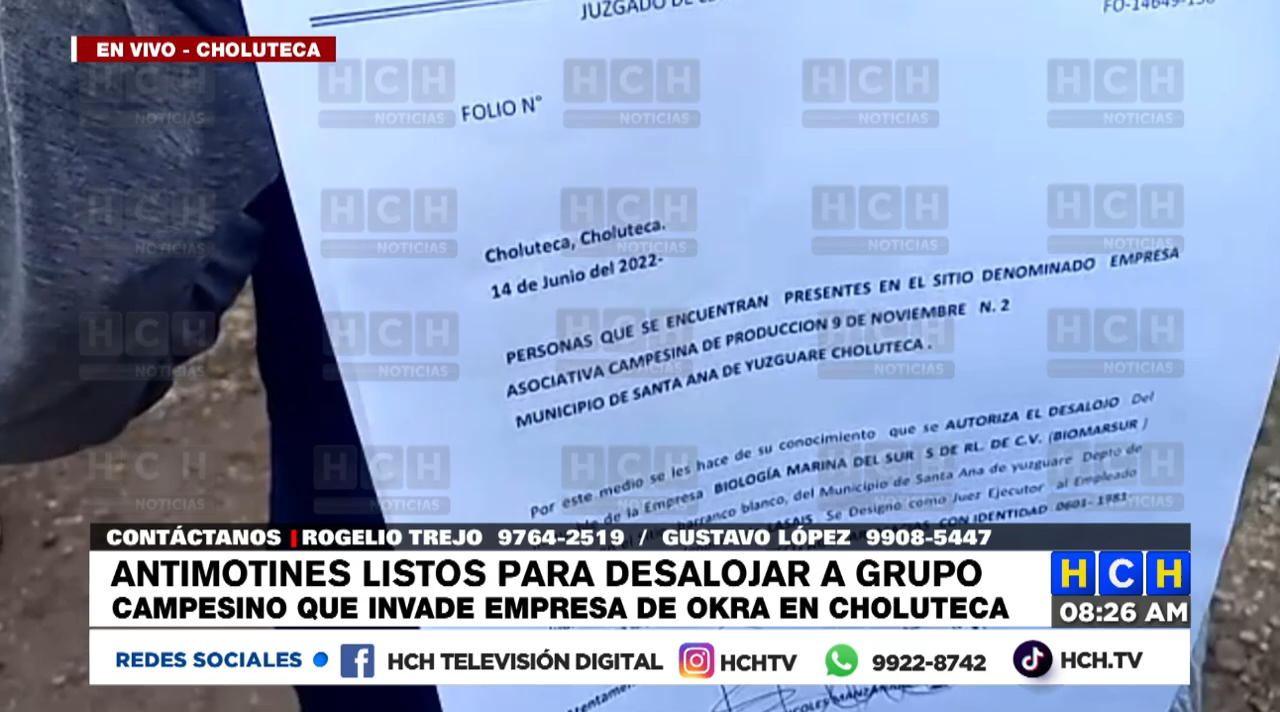 JUZGADO DE
EN VIVO - CHOLUTECA
FOLIO N°
Choluteca, Choluteca.
14 de Junio del 2022-
PERSONAS QUE SE ENCUENTRAN PRESENTES EN EL SITIO DENOMINADO EMPRESA
ASOCIATIVA CAMPESINA DE PRODUCCION 9 DE NOVIEMBRE N. 2
MUNICIPIO DE SANTA ANA DE YUZGUARE CHOLUTECA .
Por este medio se les hace de su conocimiento que se AUTORIZA EL DESALOJO Del
de la Empresa BIOLOGÍA MARINA DEL SUR S DE RL. DE C.V. (BIOMARSUR )
barranco blanco, del Municipio de Santa Ana de yuzguare Depto de
Se Designo como Juez Ejecutor al Empleado
CON IDENTIDAD 0601- 1981-
CONTÁCTANOS | ROGELIO TREJO 9764-2519 / GUSTAVO LÓPEZ 9908-5447
ANTIMOTINES LISTOS PARA DESALOJAR A GRUPO
CAMPESINO QUE INVADE EMPRESA DE OKRA EN CHOLUTECA
HCH
08:26 AM
REDES SOCIALES HCH TELEVISIÓN DIGITAL HCHTV 9922-8742 HCH.TV
HCH NOTICIAS